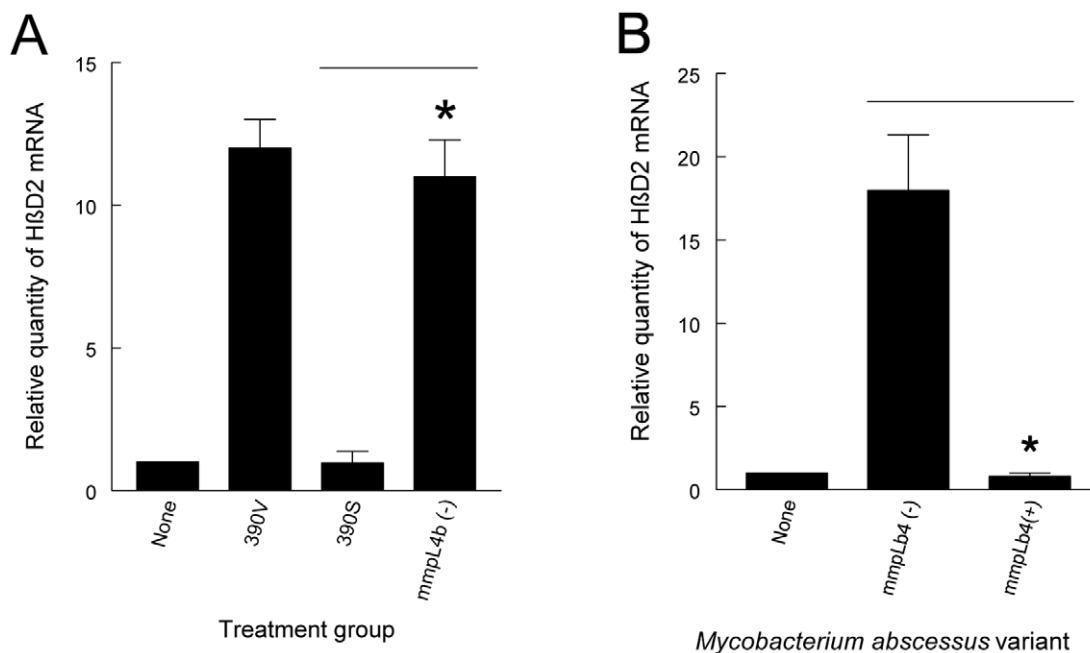 A
Relative quantity of HßD2 mRNA
15
10
5
0
*
None
390V
390S
mmpL4b (-)
Treatment group
B
Relative quantity of HßD2 mRNA
25
20
15
10
5
0
*
None
mmpLb4 (-)
mmpLb4(+)
Mycobacterium abscessus variant